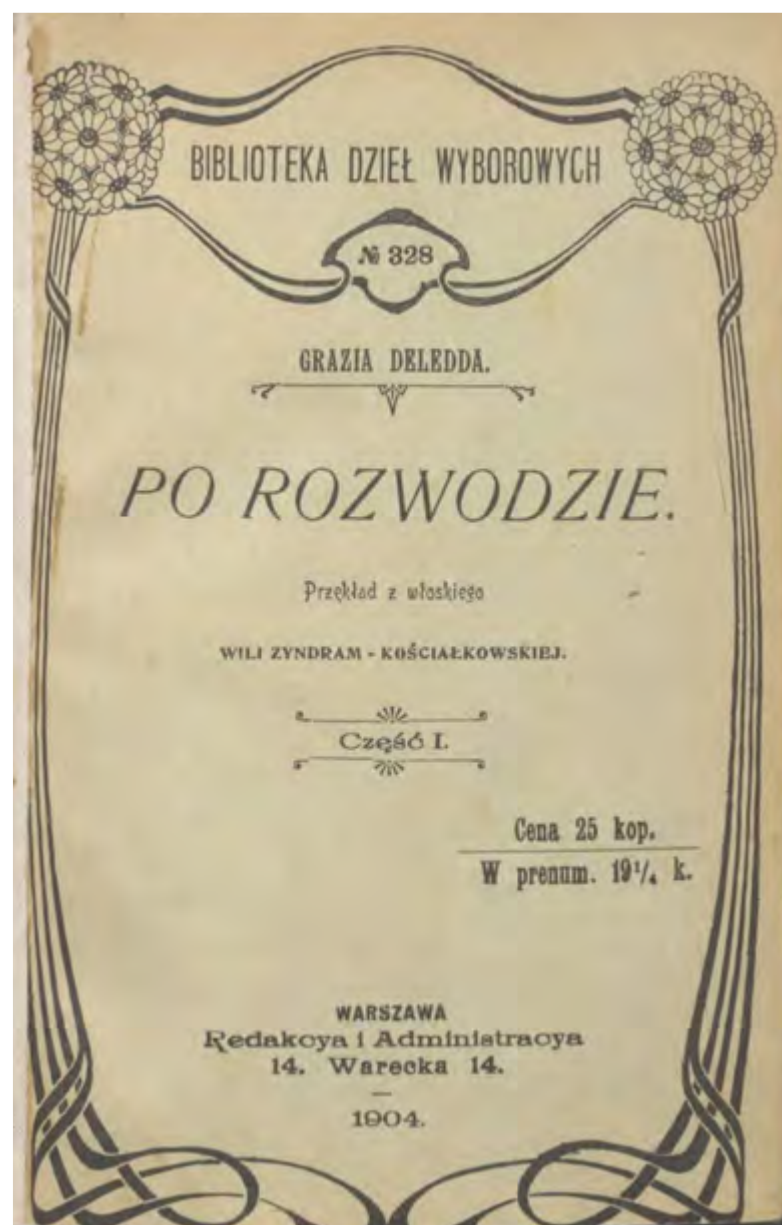 BIBLIOTEKA DZIEŁ WYBOROWYCH
№ 328
GRAZIA DELEDDA.
PO ROZWODZIE.
Przekład z włoskiego
WILI ZYNDRAM - KOŚCIAŁKOWSKIEJ.
Część I.
Cena 25 kop.
W prenum. 19¹/₄ k.
WARSZAWA
Redakcya i Administracya
14. Warecka 14.
1904.